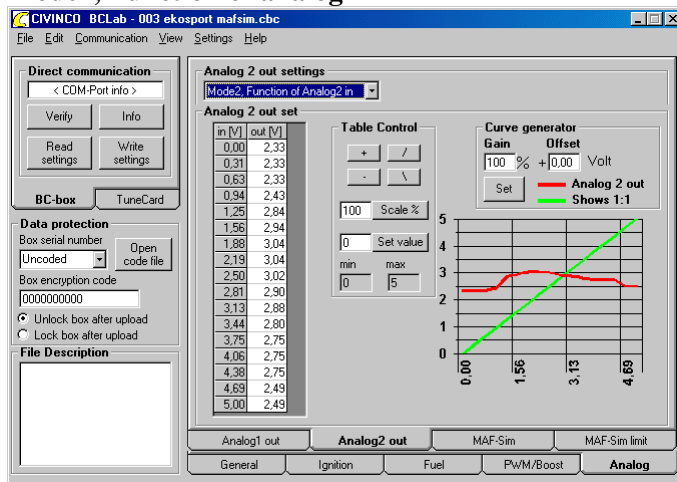 CIVINCO BCLab - 003 ekosport mafsim.cbc
File Edit Communication View Settings Help
Direct communication
< COM-Port info >
Verify Info
Read settings Write settings
BC-box TuneCard
Data protection
Box serial number
Uncoded Open code file
Box encryption code
0000000000
Unlock box after upload
Lock box after upload
File Description
Analog 2 out settings
Mode2, Function of Analog2 in
Analog 2 out set
in [V] out [V]
0,00 2,33
0,31 2,33
0,63 2,33
0,94 2,43
1,25 2,84
1,56 2,94
1,88 3,04
2,19 3,04
2,50 3,02
2,81 2,90
3,13 2,88
3,44 2,80
3,75 2,75
4,06 2,75
4,38 2,75
4,69 2,49
5,00 2,49
Table Control
+ /
- \
100 Scale %
0 Set value
min max
0 5
Curve generator
Gain Offset
100 % + 0,00 Volt
Set
Analog 2 out
Shows 1:1
5
4
3
2
1
0
0,00 1,56 3,13 4,69
Analog1 out Analog2 out MAF-Sim MAF-Sim limit
General Ignition Fuel PWM/Boost Analog